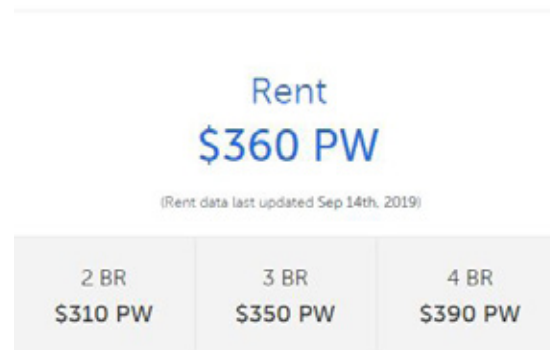 Rent
$360 PW
(Rent data last updated Sep 14th, 2019)
2 BR
$310 PW
3 BR
$350 PW
4 BR
$390 PW